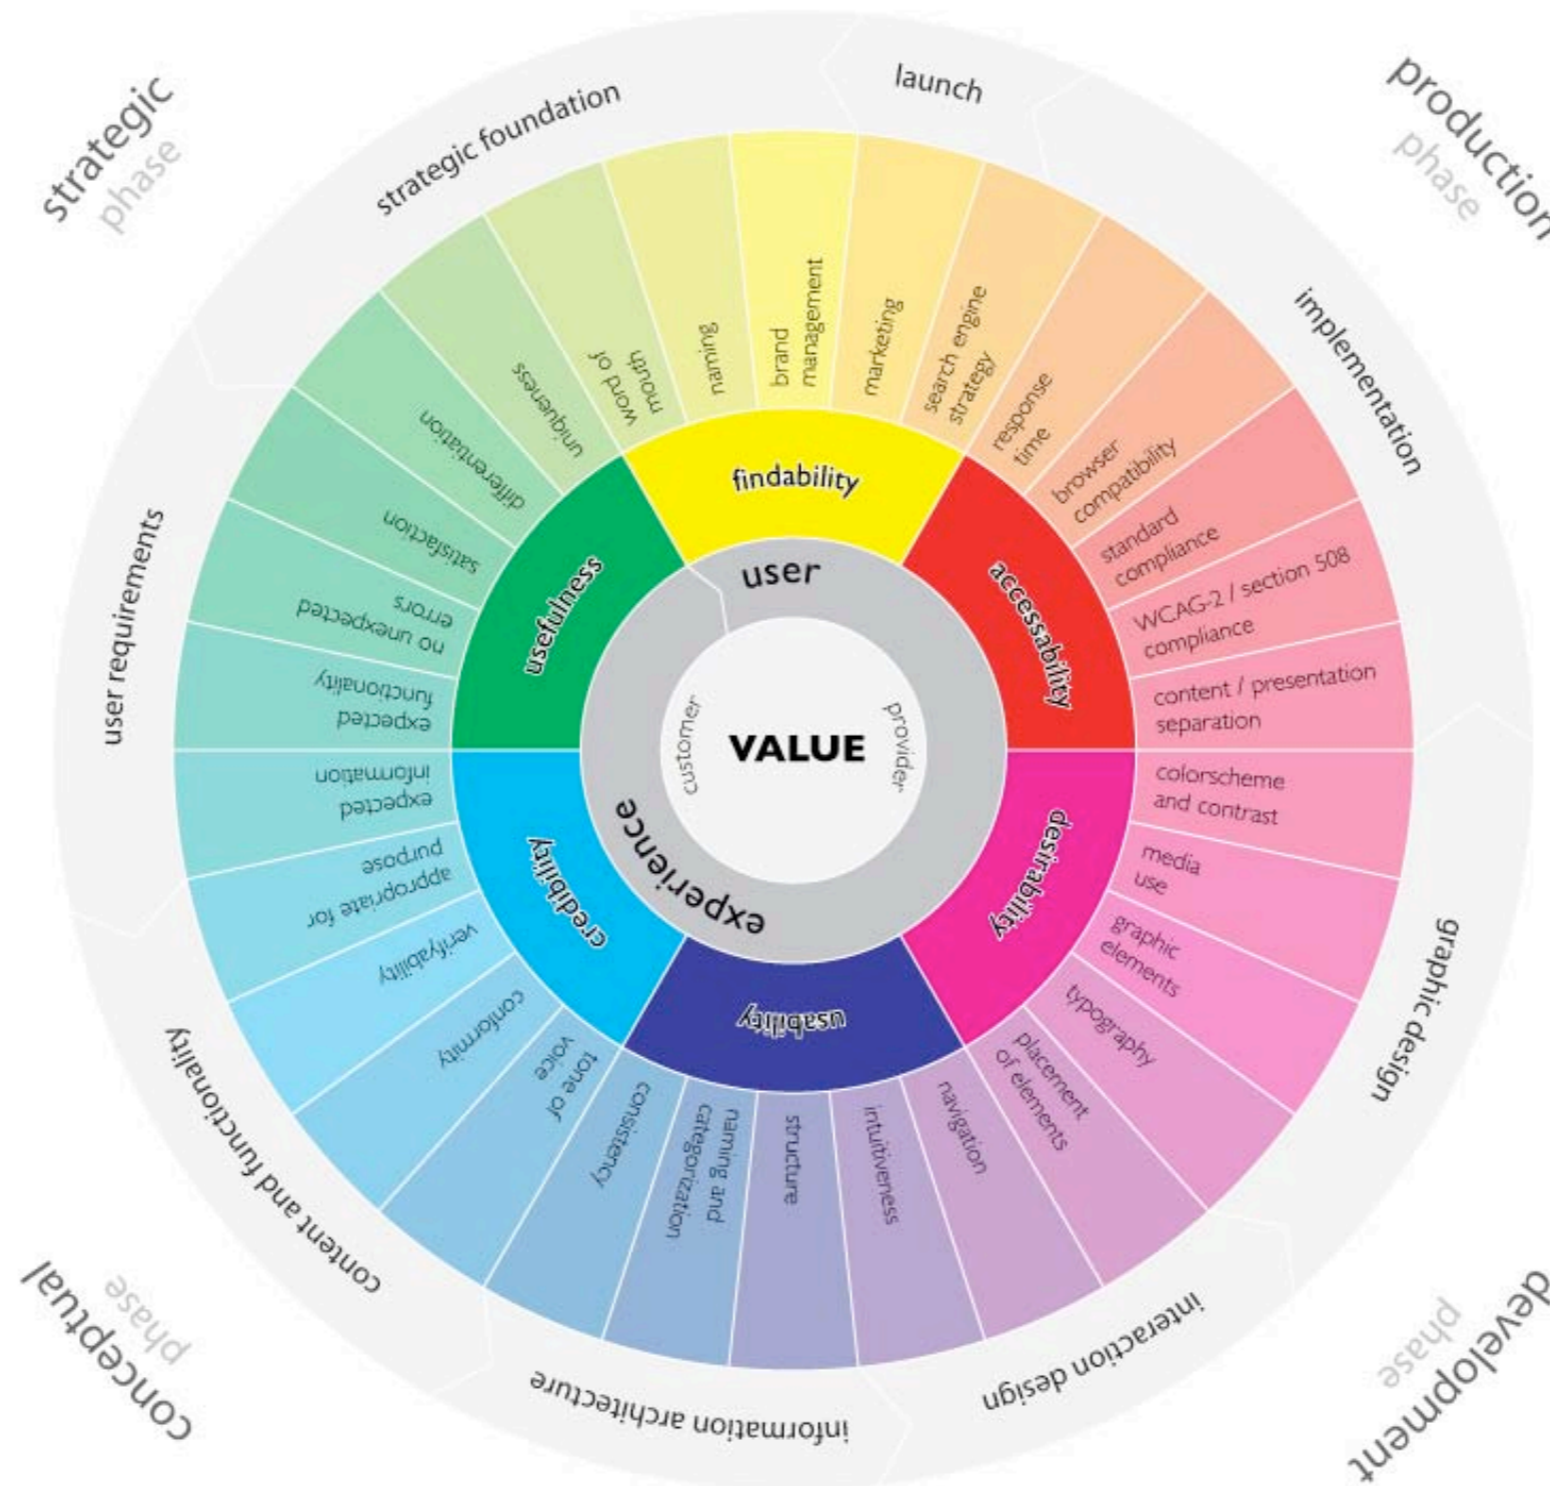 strategic
phase
production
phase
development
phase
conceptual
phase
strategic foundation
launch
implementation
graphic design
interaction design
information architecture
content and functionality
user requirements
word of
mouth
naming
brand
management
marketing
search engine
strategy
response
time
browser
compatibility
standard
compliance
WCAG-2 / section 508
compliance
content / presentation
separation
colorscheme
and contrast
media
use
graphic
elements
typography
placement
of elements
navigation
intuitiveness
structure
naming and
categorization
consistency
tone of
voice
conformity
verifyability
appropriate for
purpose
expected
information
expected
functionality
no unexpected
errors
satisfaction
differentiation
uniqueness
findability
accessability
desirability
usability
credibility
usefulness
user
experience
customer
VALUE
provider